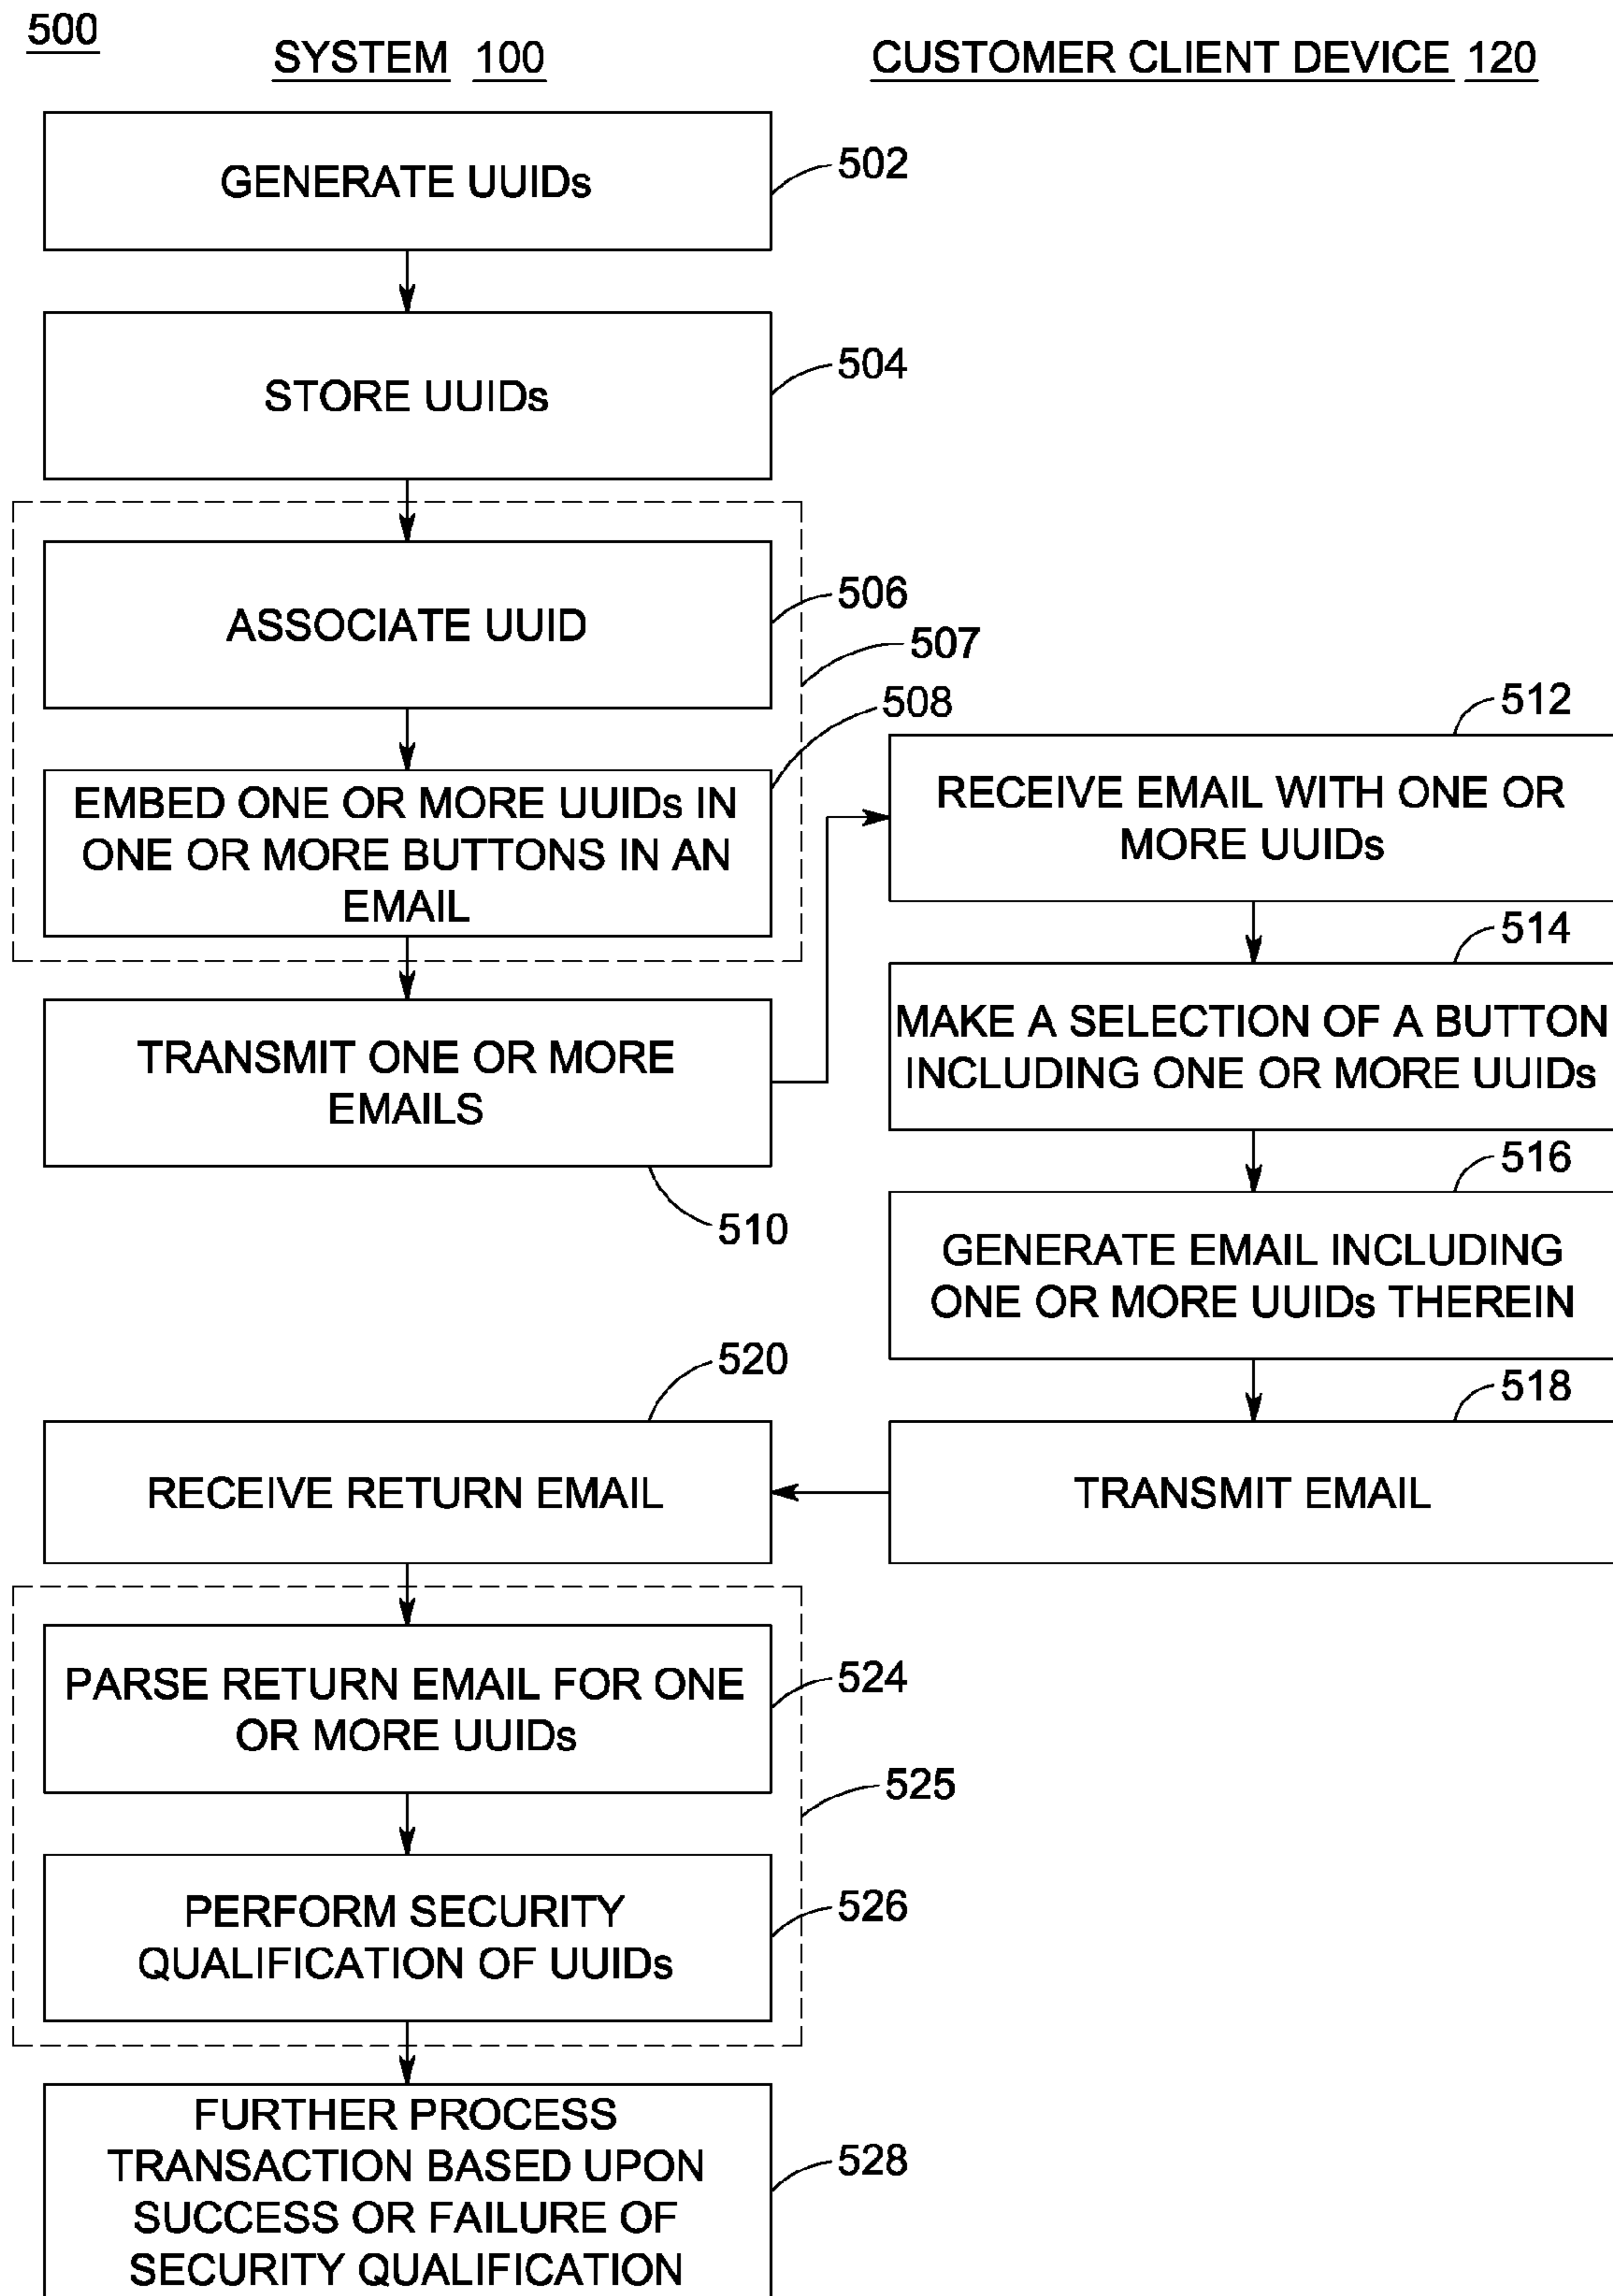 500
SYSTEM 100
CUSTOMER CLIENT DEVICE 120
GENERATE UUIDs
502
STORE UUIDs
504
ASSOCIATE UUID
506
507
EMBED ONE OR MORE UUIDs IN
ONE OR MORE BUTTONS IN AN
EMAIL
508
TRANSMIT ONE OR MORE
EMAILS
510
512
RECEIVE EMAIL WITH ONE OR
MORE UUIDs
514
MAKE A SELECTION OF A BUTTON
INCLUDING ONE OR MORE UUIDs
516
GENERATE EMAIL INCLUDING
ONE OR MORE UUIDs THEREIN
518
TRANSMIT EMAIL
520
RECEIVE RETURN EMAIL
PARSE RETURN EMAIL FOR ONE
OR MORE UUIDs
524
525
PERFORM SECURITY
QUALIFICATION OF UUIDs
526
FURTHER PROCESS
TRANSACTION BASED UPON
SUCCESS OR FAILURE OF
SECURITY QUALIFICATION
528